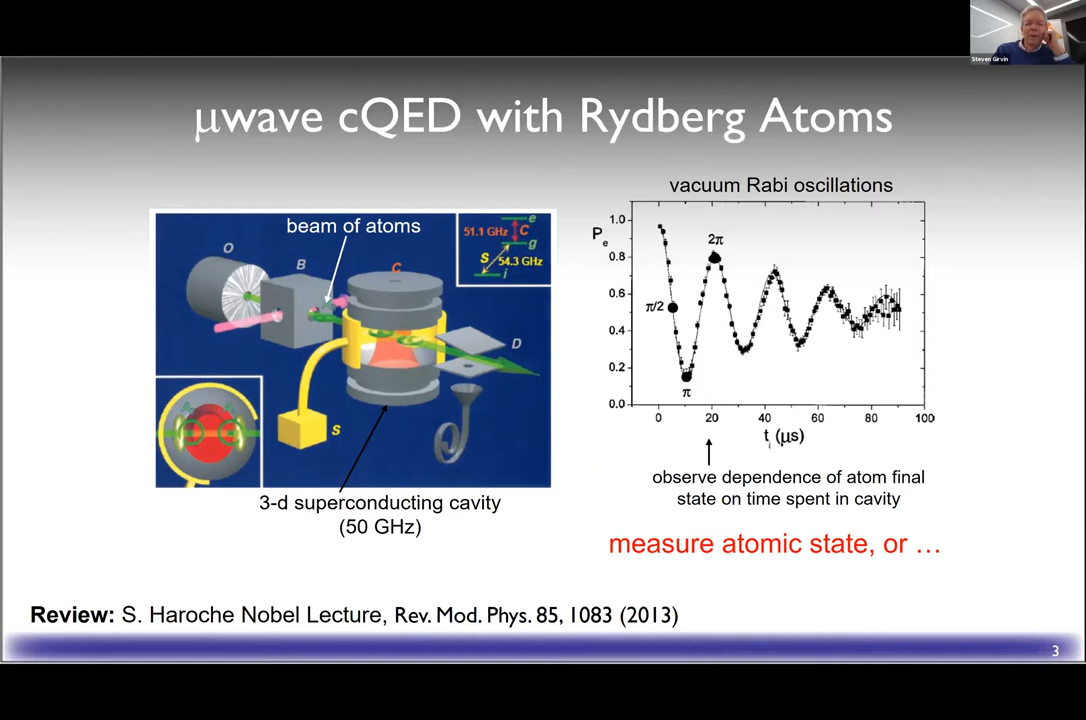 Steven Girvin
μwave cQED with Rydberg Atoms
beam of atoms
O
B
C
S
D
e
51.1 GHz
C
g
S
54.3 GHz
i
3-d superconducting cavity
(50 GHz)
vacuum Rabi oscillations
Pe
1.0
0.8
0.6
0.4
0.2
0.0
2π
π/2
π
0 20 40 60 80 100
ti (μs)
observe dependence of atom final
state on time spent in cavity
measure atomic state, or …
Review: S. Haroche Nobel Lecture, Rev. Mod. Phys. 85, 1083 (2013)
3